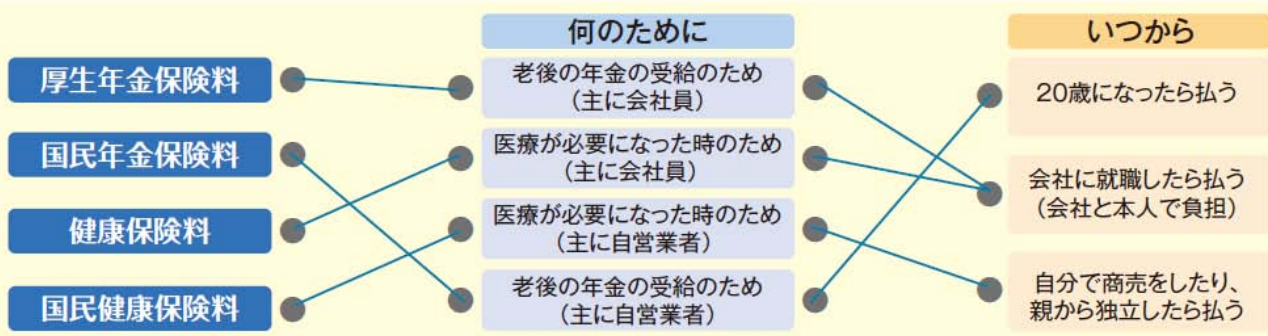 何のために
いつから
厚生年金保険料
国民年金保険料
健康保険料
国民健康保険料
老後の年金の受給のため
（主に会社員）
医療が必要になった時のため
（主に会社員）
医療が必要になった時のため
（主に自営業者）
老後の年金の受給のため
（主に自営業者）
20歳になったら払う
会社に就職したら払う
（会社と本人で負担）
自分で商売をしたり、
親から独立したら払う